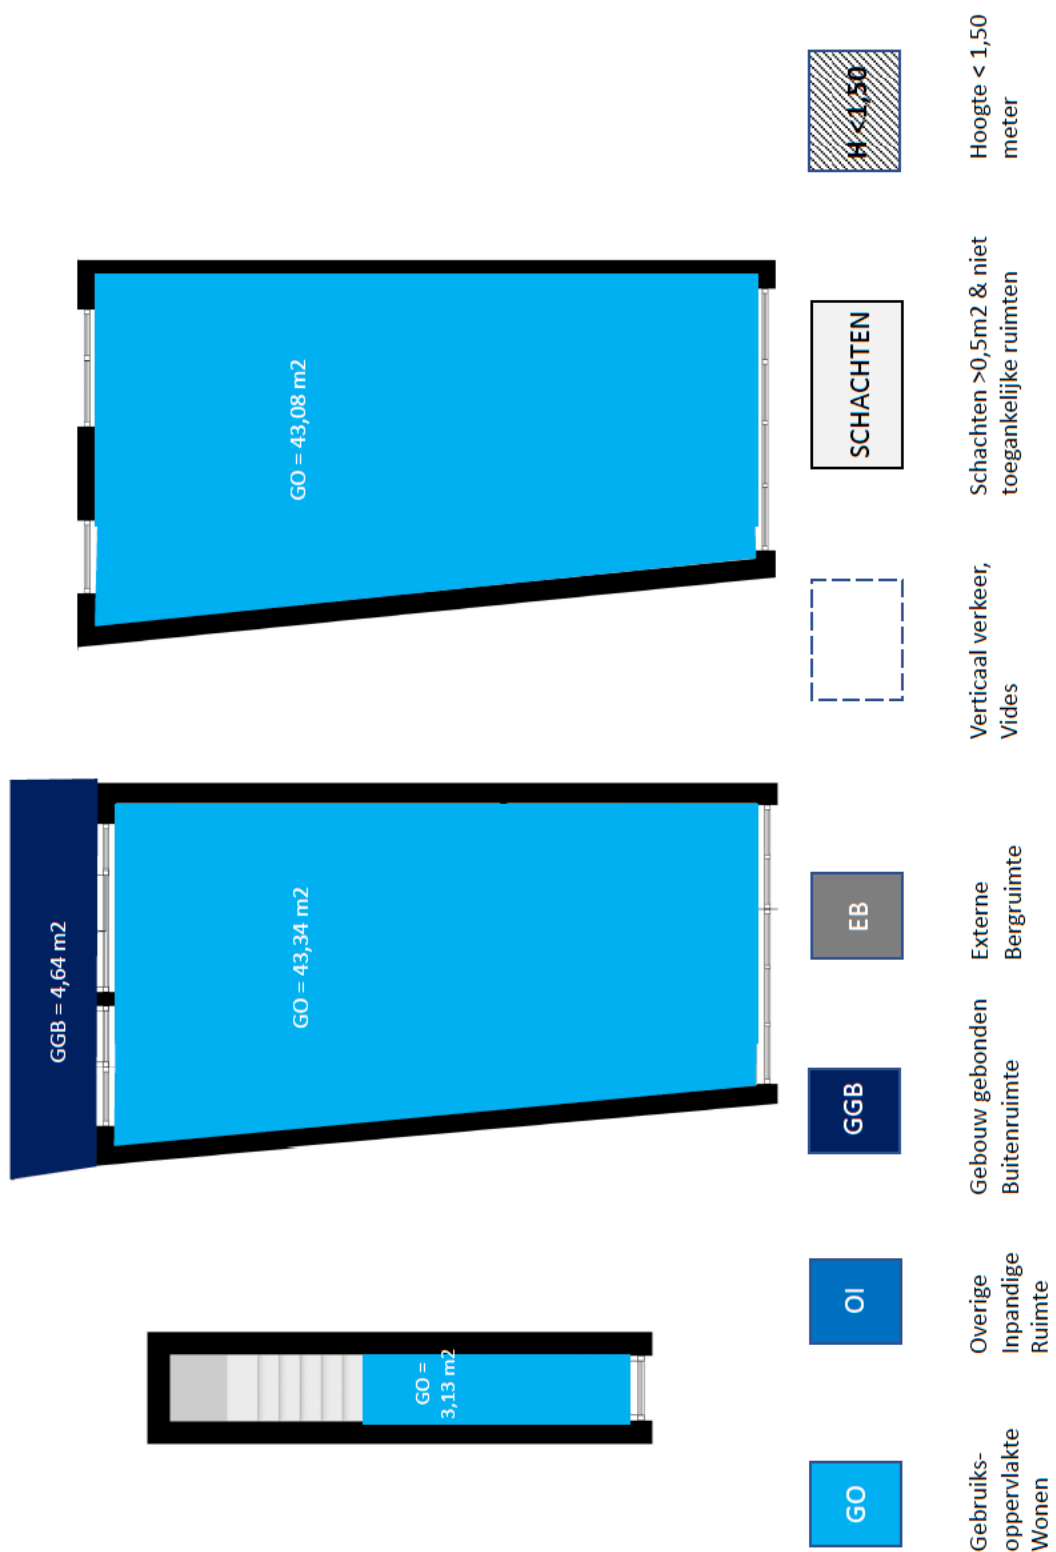 GO =
3,13 m2
GGB = 4,64 m2
GO = 43,34 m2
GO = 43,08 m2
GO
Gebruiks-
oppervlakte
Wonen
OI
Overige
Inpandige
Ruimte
GGB
Gebouw gebonden
Buitenruimte
EB
Externe
Bergruimte
Verticaal verkeer,
Vides
SCHACHTEN
Schachten >0,5m2 & niet
toegankelijke ruimten
H <1,50
Hoogte < 1,50
meter